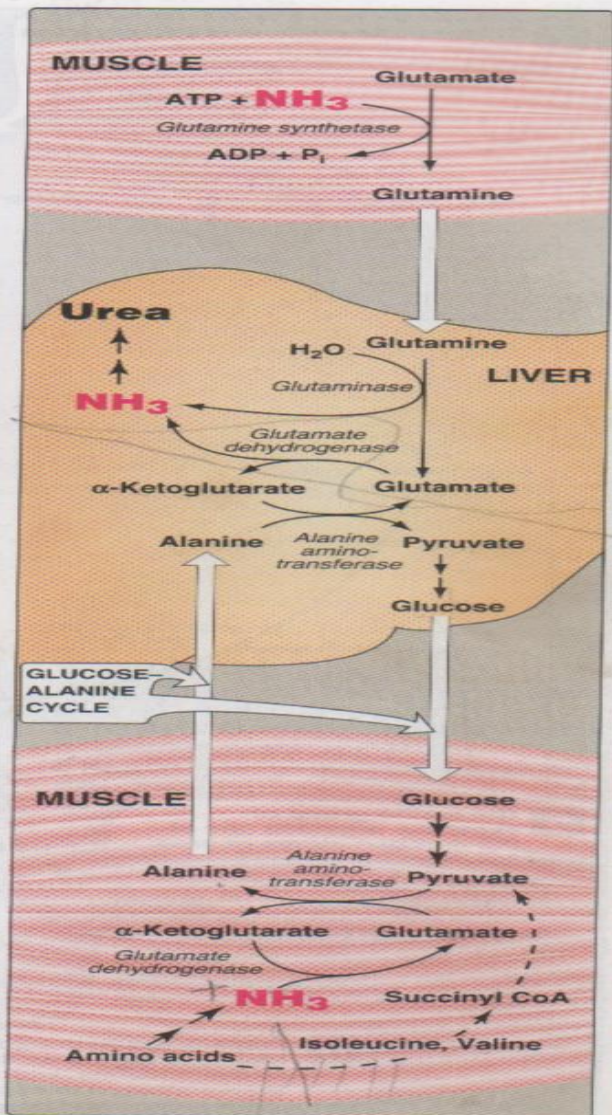 MUSCLE
Glutamate
ATP + NH₃
Glutamine synthetase
ADP + Pᵢ
Glutamine
Urea
H₂O
Glutamine
LIVER
NH₃
Glutaminase
Glutamate
dehydrogenase
α-Ketoglutarate
Glutamate
Alanine
Alanine
amino-
transferase
Pyruvate
Glucose
GLUCOSE–
ALANINE
CYCLE
MUSCLE
Glucose
Alanine
Alanine
amino-
transferase
Pyruvate
α-Ketoglutarate
Glutamate
Glutamate
dehydrogenase
NH₃
Succinyl CoA
Amino acids
Isoleucine, Valine